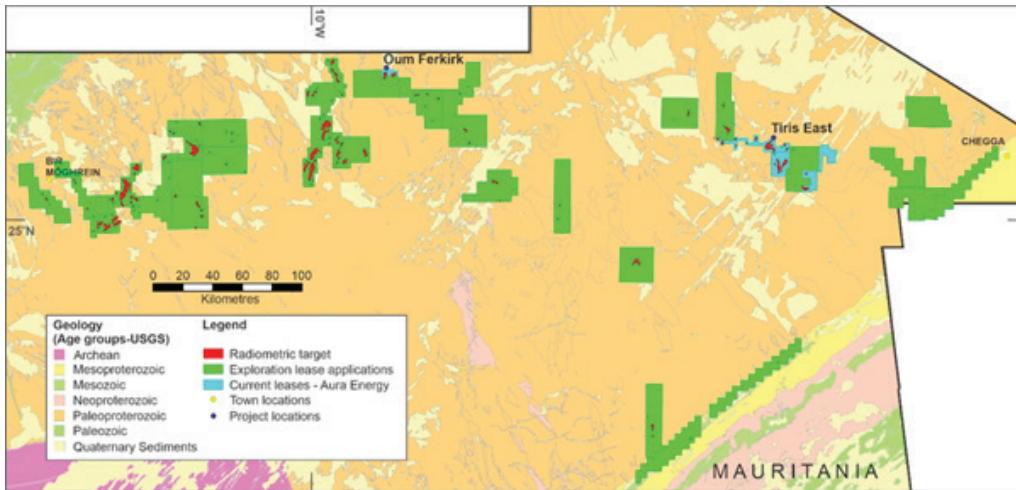 10˚W
Oum Ferkirk
Tiris East
CHEGGA
BIR
MOGHREIN
25˚N
0 20 40 60 80 100
Kilometres
Geology
(Age groups-USGS)
Archean
Mesoproterozoic
Mesozoic
Neoproterozoic
Paleoproterozoic
Paleozoic
Quaternary Sediments
Legend
Radiometric target
Exploration lease applications
Current leases - Aura Energy
Town locations
Project locations
MAURITANIA